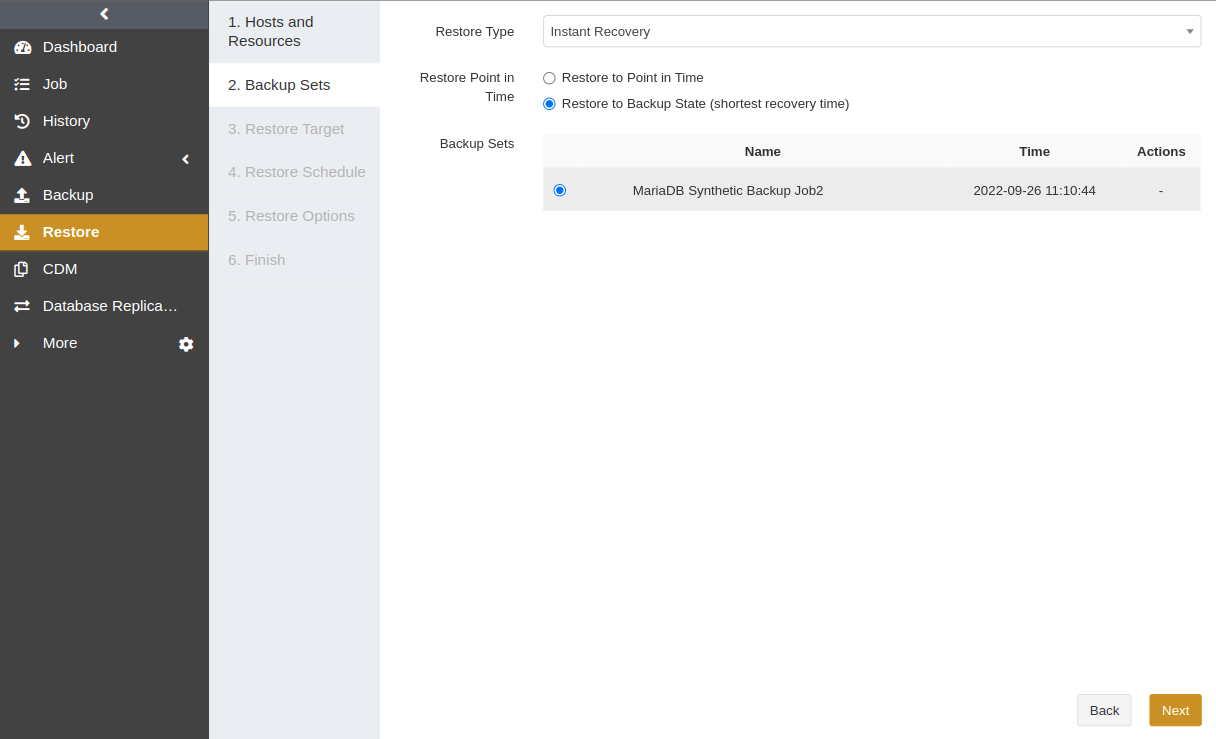 Dashboard
Job
History
Alert
Backup
Restore
CDM
Database Replica…
More
1. Hosts and
Resources
2. Backup Sets
3. Restore Target
4. Restore Schedule
5. Restore Options
6. Finish
Restore Type
Instant Recovery
Restore Point in
Time
Restore to Point in Time
Restore to Backup State (shortest recovery time)
Backup Sets
Name Time Actions
MariaDB Synthetic Backup Job2 2022-09-26 11:10:44 -
Back Next